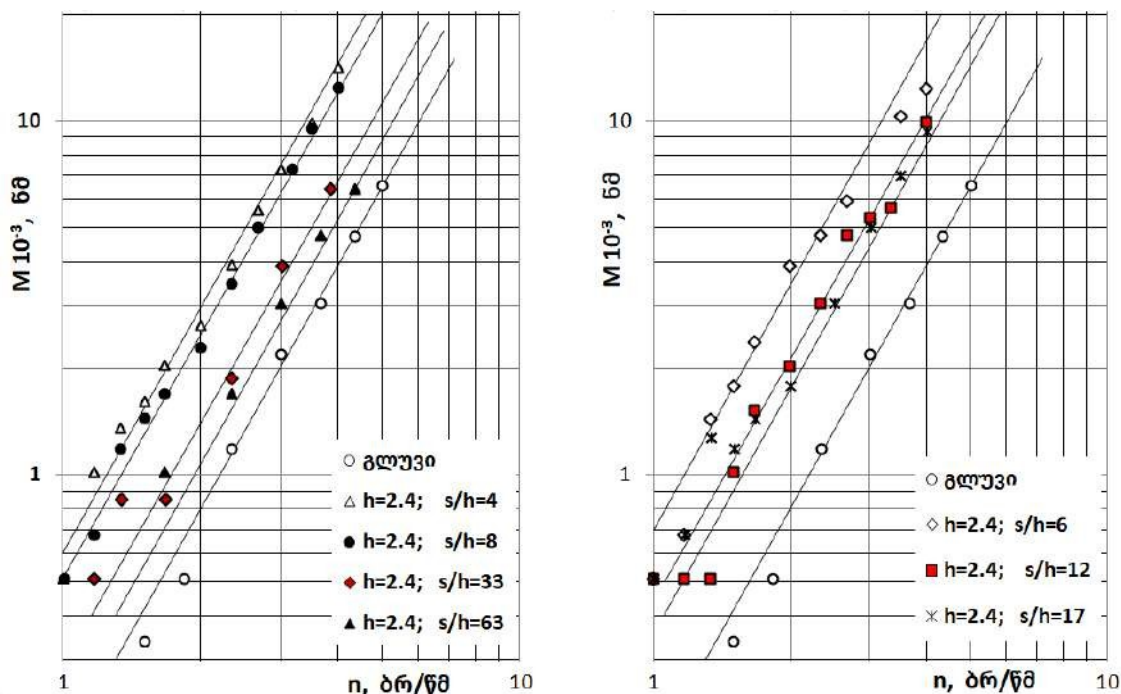 10
1
M 10⁻³, ნმ
1
n, ბრ/წმ
10
გლუვი
h=2.4; s/h=4
h=2.4; s/h=8
h=2.4; s/h=33
h=2.4; s/h=63
10
1
M 10⁻³, ნმ
1
n, ბრ/წმ
10
გლუვი
h=2.4; s/h=6
h=2.4; s/h=12
h=2.4; s/h=17